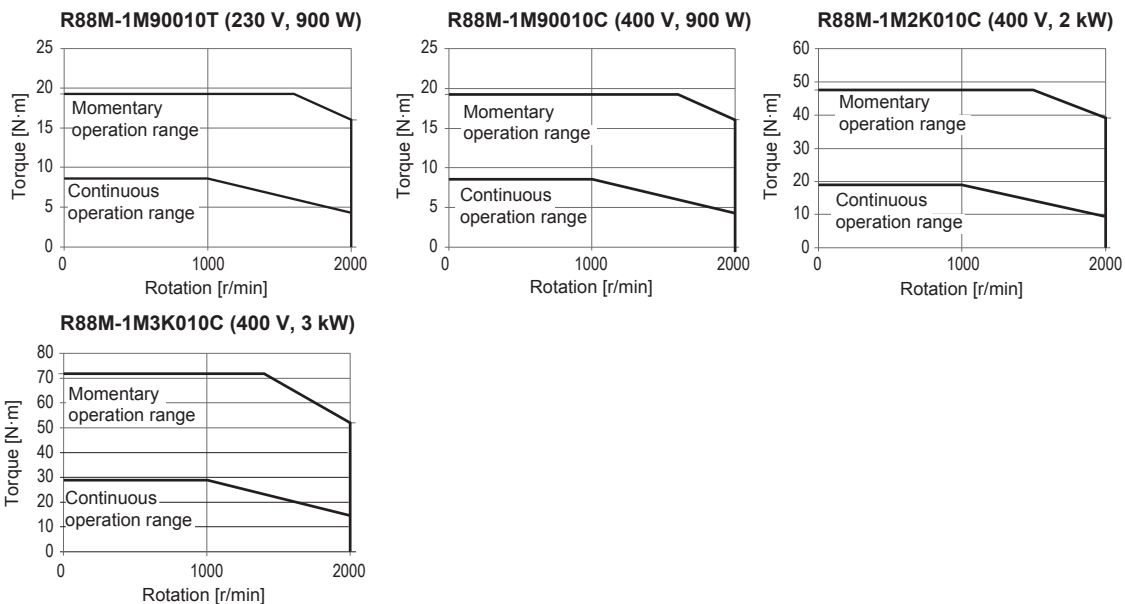 R88M-1M90010T (230 V, 900 W)
25
20
15
10
5
0
Torque [N·m]
Momentary
operation range
Continuous
operation range
0
1000
2000
Rotation [r/min]
R88M-1M90010C (400 V, 900 W)
25
20
15
10
5
0
Torque [N·m]
Momentary
operation range
Continuous
operation range
0
1000
2000
Rotation [r/min]
R88M-1M2K010C (400 V, 2 kW)
60
50
40
30
20
10
0
Torque [N·m]
Momentary
operation range
Continuous
operation range
0
1000
2000
Rotation [r/min]
R88M-1M3K010C (400 V, 3 kW)
80
70
60
50
40
30
20
10
0
Torque [N·m]
Momentary
operation range
Continuous
operation range
0
1000
2000
Rotation [r/min]